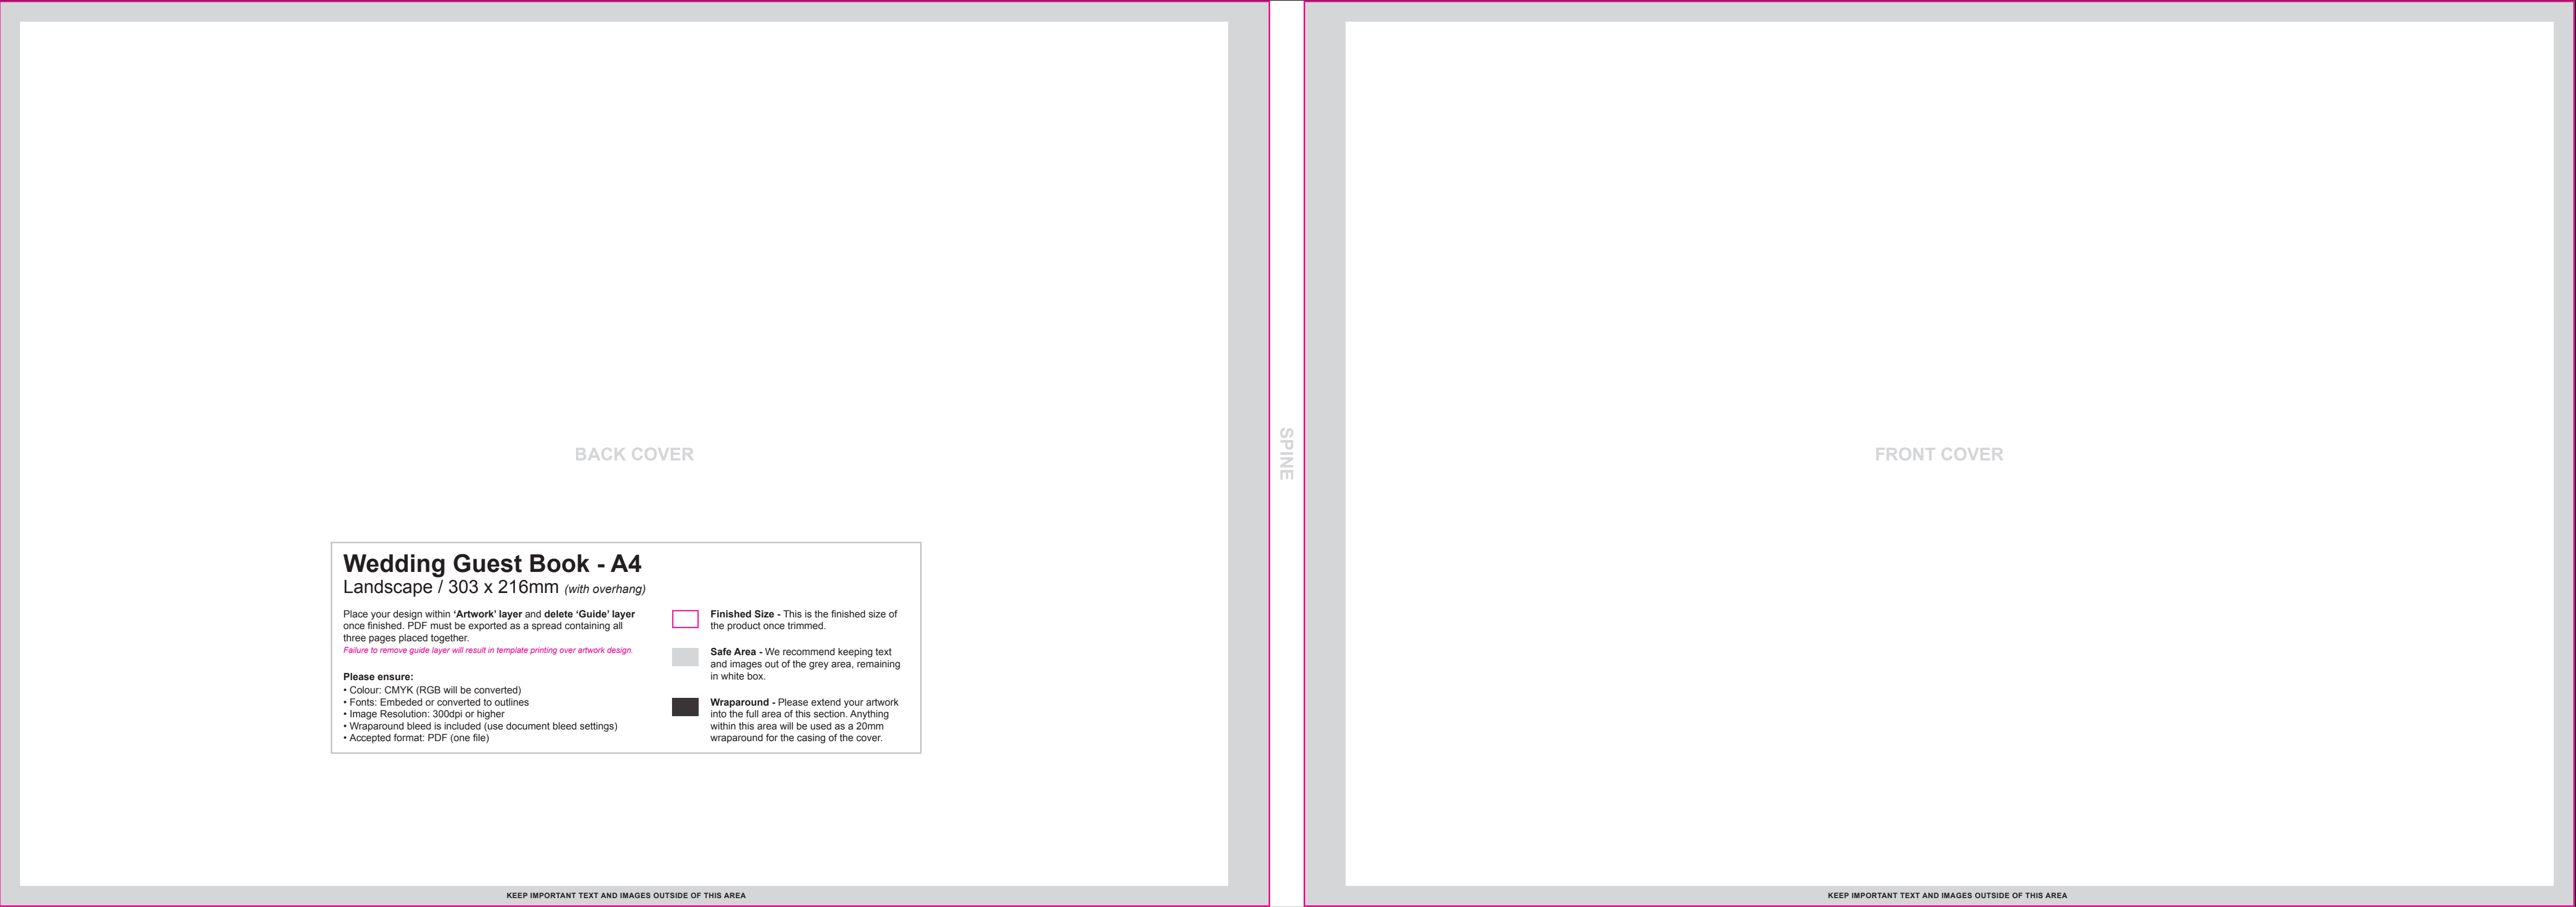 BACK COVER
SPINE
FRONT COVER
Wedding Guest Book - A4
Landscape / 303 x 216mm (with overhang)
Place your design within ‘Artwork’ layer and delete ‘Guide’ layer
once finished. PDF must be exported as a spread containing all
three pages placed together.
Failure to remove guide layer will result in template printing over artwork design.
Please ensure:
• Colour: CMYK (RGB will be converted)
• Fonts: Embeded or converted to outlines
• Image Resolution: 300dpi or higher
• Wraparound bleed is included (use document bleed settings)
• Accepted format: PDF (one file)
Finished Size - This is the finished size of
the product once trimmed.
Safe Area - We recommend keeping text
and images out of the grey area, remaining
in white box.
Wraparound - Please extend your artwork
into the full area of this section. Anything
within this area will be used as a 20mm
wraparound for the casing of the cover.
KEEP IMPORTANT TEXT AND IMAGES OUTSIDE OF THIS AREA
KEEP IMPORTANT TEXT AND IMAGES OUTSIDE OF THIS AREA